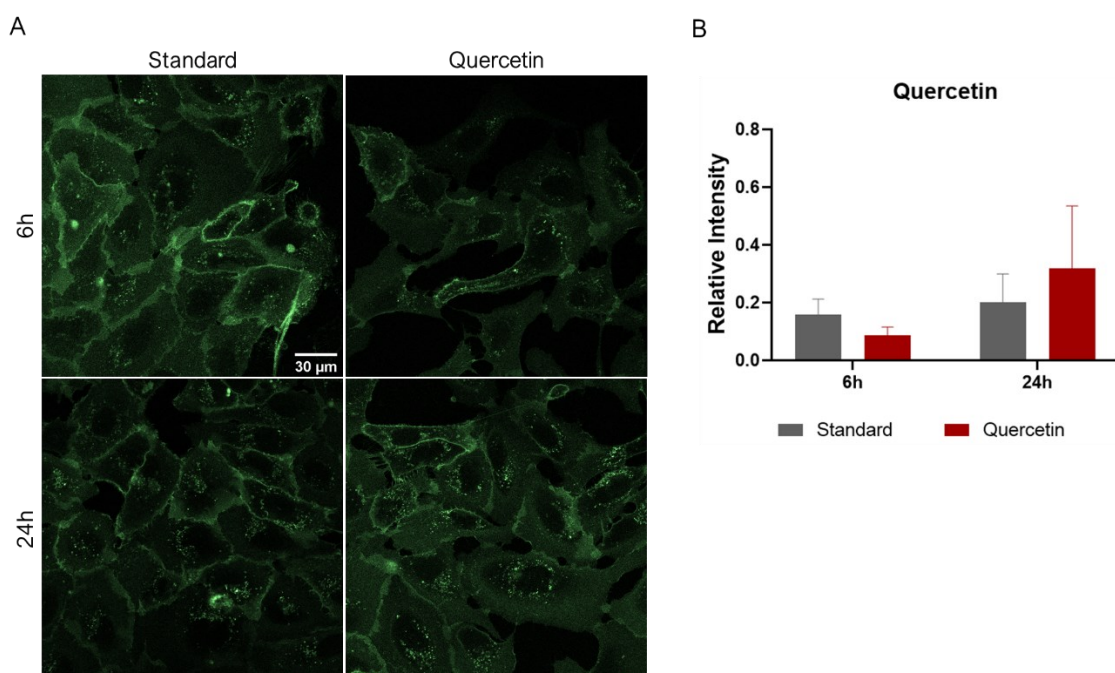 A
Standard Quercetin
6h
30 µm
24h
B
Quercetin
Relative Intensity
0.8
0.6
0.4
0.2
0.0
6h 24h
Standard Quercetin